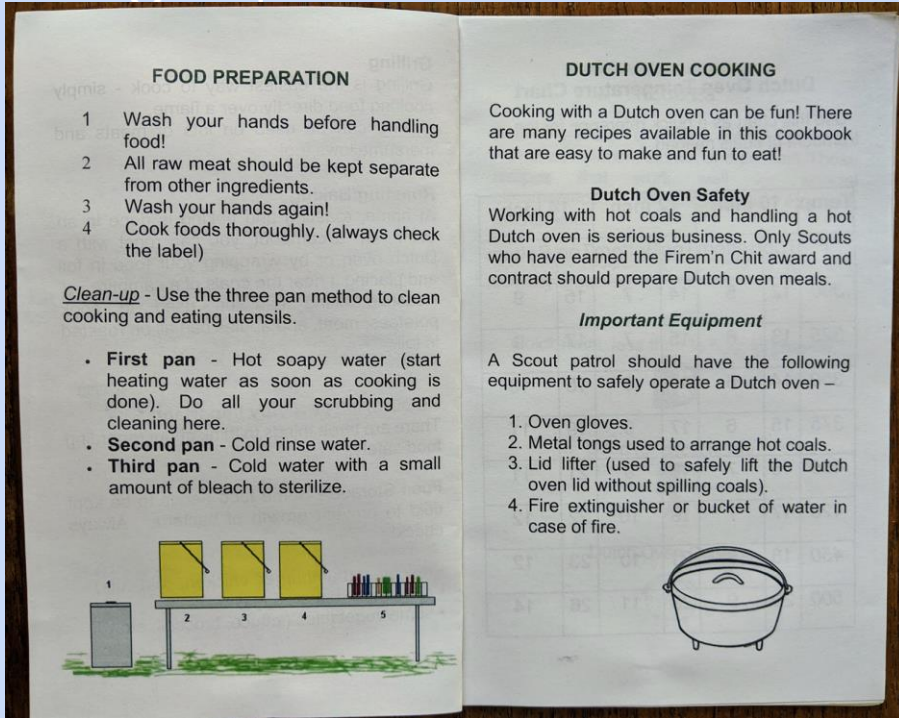 FOOD PREPARATION
1 Wash your hands before handling
food!
2 All raw meat should be kept separate
from other ingredients.
3 Wash your hands again!
4 Cook foods thoroughly. (always check
the label)
Clean-up - Use the three pan method to clean
cooking and eating utensils.
• First pan - Hot soapy water (start
heating water as soon as cooking is
done). Do all your scrubbing and
cleaning here.
• Second pan - Cold rinse water.
• Third pan - Cold water with a small
amount of bleach to sterilize.
1
2 3 4 5
DUTCH OVEN COOKING
Cooking with a Dutch oven can be fun! There
are many recipes available in this cookbook
that are easy to make and fun to eat!
Dutch Oven Safety
Working with hot coals and handling a hot
Dutch oven is serious business. Only Scouts
who have earned the Firem'n Chit award and
contract should prepare Dutch oven meals.
Important Equipment
A Scout patrol should have the following
equipment to safely operate a Dutch oven –
1. Oven gloves.
2. Metal tongs used to arrange hot coals.
3. Lid lifter (used to safely lift the Dutch
oven lid without spilling coals).
4. Fire extinguisher or bucket of water in
case of fire.